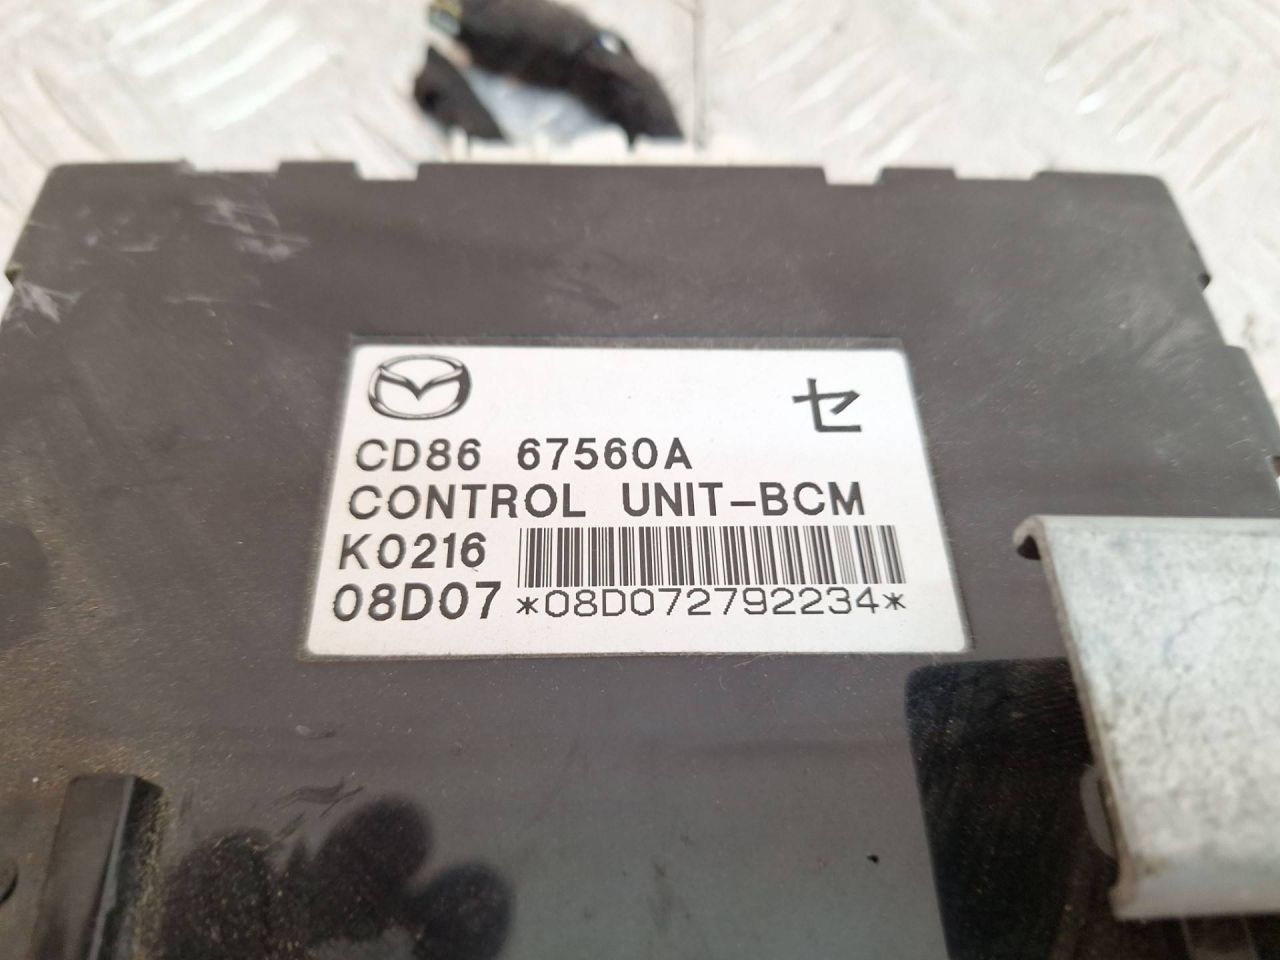 セ
CD86 67560A
CONTROL UNIT-BCM
K0216
08D07 *08D072792234*